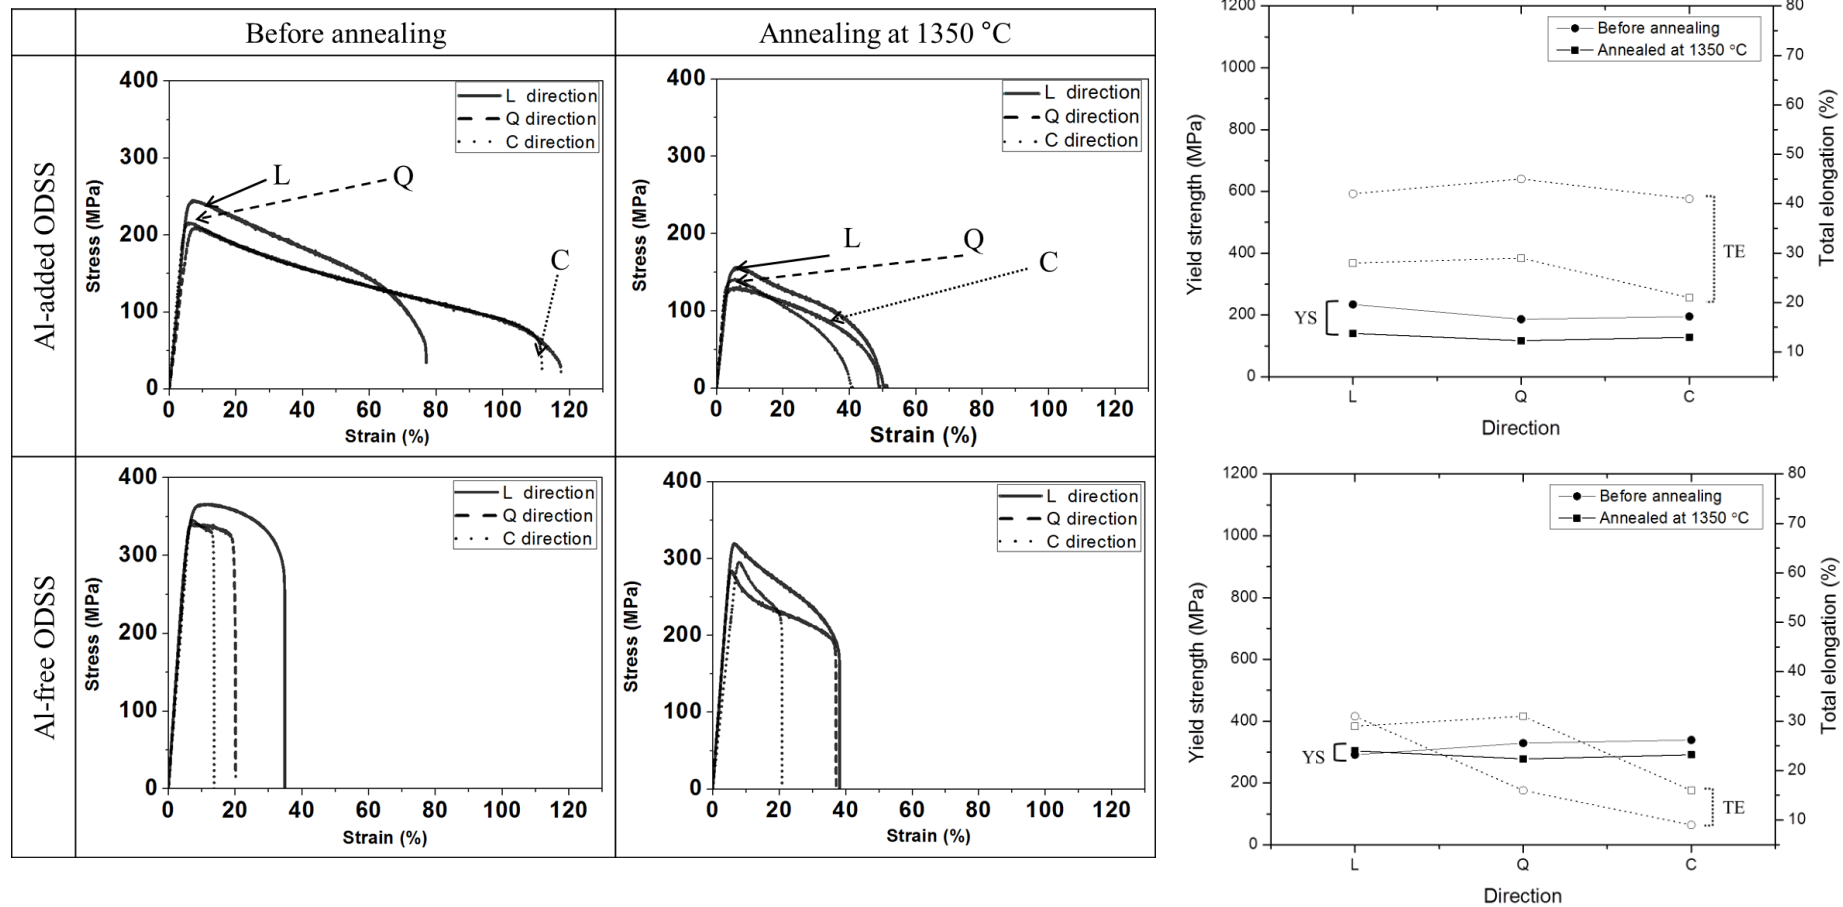 Before annealing
Annealing at 1350 °C
Al-added ODSS
400
300
200
100
0
Stress (MPa)
0 20 40 60 80 100 120
Strain (%)
L direction
Q direction
C direction
L
Q
C
400
300
200
100
0
Stress (MPa)
0 20 40 60 80 100 120
Strain (%)
L direction
Q direction
C direction
L
Q
C
Al-free ODSS
400
300
200
100
0
Stress (MPa)
0 20 40 60 80 100 120
Strain (%)
L direction
Q direction
C direction
400
300
200
100
0
Stress (MPa)
0 20 40 60 80 100 120
Strain (%)
L direction
Q direction
C direction
1200
1000
800
600
400
200
0
Yield strength (MPa)
Before annealing
Annealed at 1350 °C
80
70
60
50
40
30
20
10
Total elongation (%)
YS
TE
L Q C
Direction
1200
1000
800
600
400
200
0
Yield strength (MPa)
Before annealing
Annealed at 1350 °C
80
70
60
50
40
30
20
10
Total elongation (%)
YS
TE
L Q C
Direction